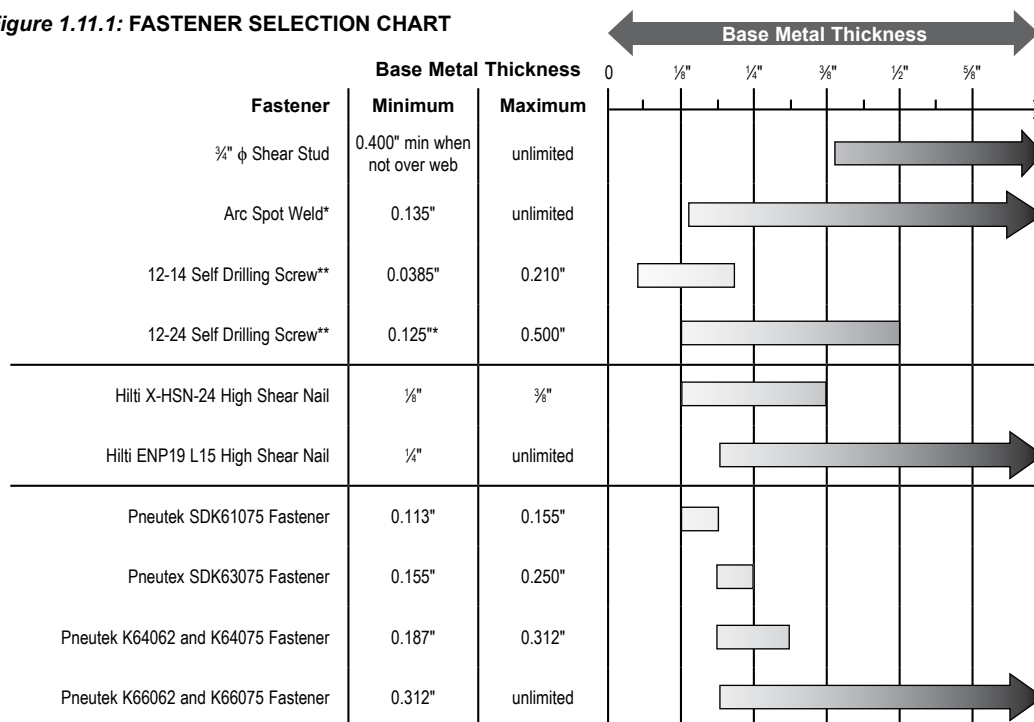 igure 1.11.1: FASTENER SELECTION CHART
Base Metal Thickness
Base Metal Thickness
0 ⅛" ¼" ⅜" ½" ⅝"
Fastener Minimum Maximum
¾" ϕ Shear Stud 0.400" min when not over web unlimited
Arc Spot Weld* 0.135" unlimited
12-14 Self Drilling Screw** 0.0385" 0.210"
12-24 Self Drilling Screw** 0.125"* 0.500"
Hilti X-HSN-24 High Shear Nail ⅛" ⅜"
Hilti ENP19 L15 High Shear Nail ¼" unlimited
Pneutek SDK61075 Fastener 0.113" 0.155"
Pneutex SDK63075 Fastener 0.155" 0.250"
Pneutek K64062 and K64075 Fastener 0.187" 0.312"
Pneutek K66062 and K66075 Fastener 0.312" unlimited